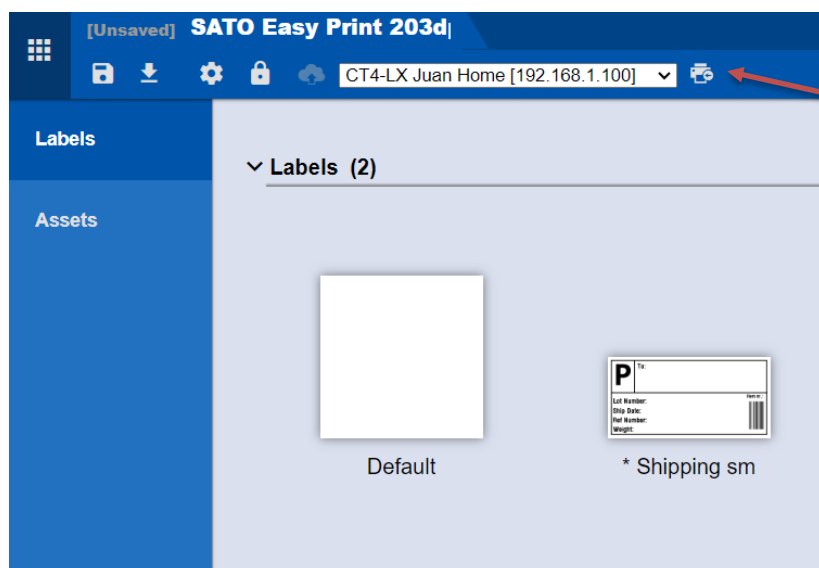 [Unsaved] SATO Easy Print 203d
CT4-LX Juan Home [192.168.1.100]
Labels
Assets
Labels (2)
P
To:
Lot Number:
Ship Date:
Ref Number:
Weight:
Default
* Shipping sm